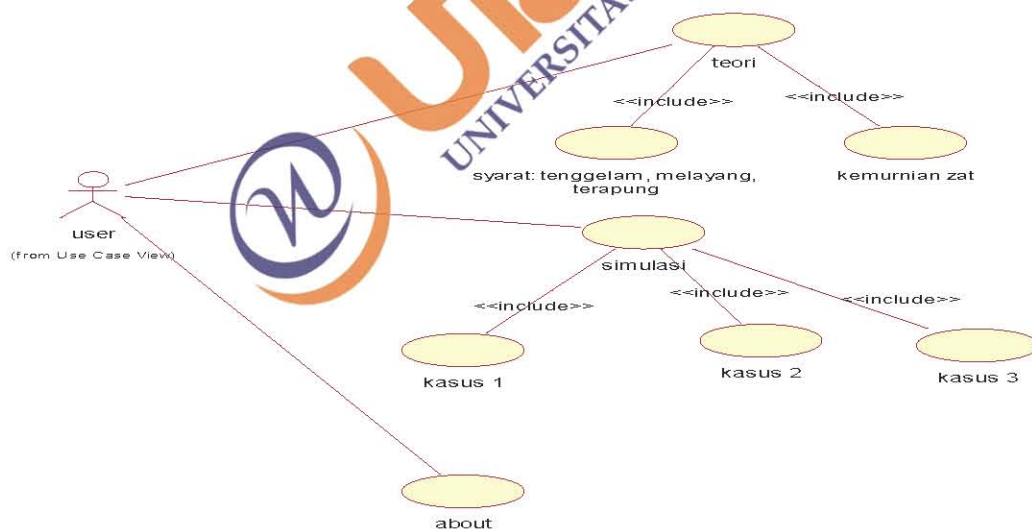 UNIVERSITAS
teori
<<include>>
<<include>>
syarat: tenggelam, melayang,
terapung
kemurnian zat
user
(from Use Case View)
simulasi
<<include>>
<<include>>
<<include>>
kasus 1
kasus 2
kasus 3
about